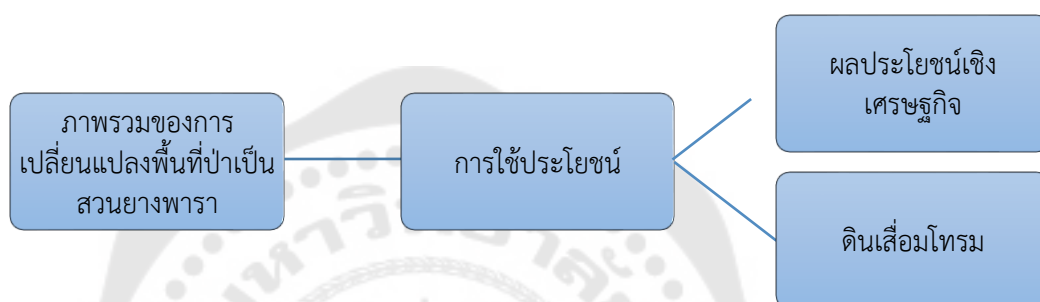 ภาพรวมของการ
เปลี่ยนแปลงพื้นที่ป่าเป็น
สวนยางพารา
การใช้ประโยชน์
ผลประโยชน์เชิง
เศรษฐกิจ
ดินเสื่อมโทรม